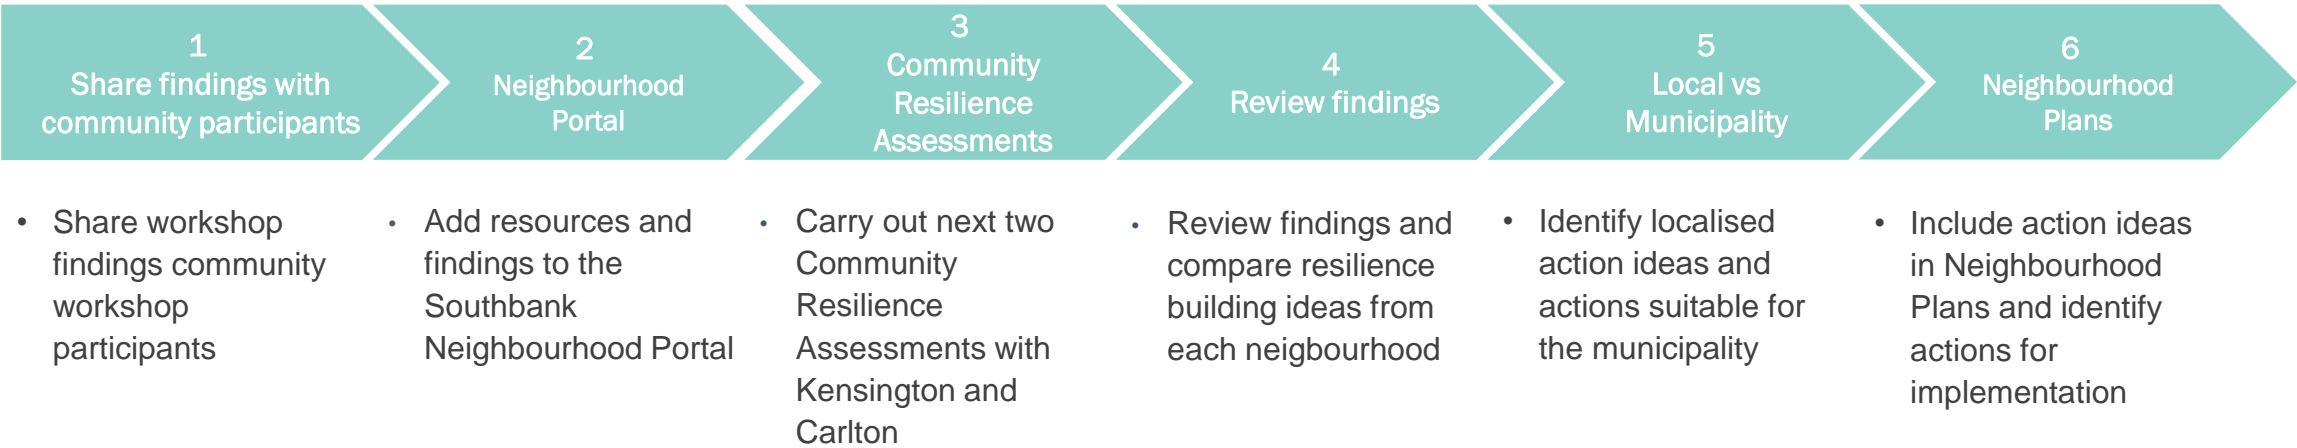 1
Share findings with
community participants
2
Neighbourhood
Portal
3
Community
Resilience
Assessments
4
Review findings
5
Local vs
Municipality
6
Neighbourhood
Plans
• Share workshop
findings community
workshop
participants
• Add resources and
findings to the
Southbank
Neighbourhood Portal
• Carry out next two
Community
Resilience
Assessments with
Kensington and
Carlton
• Review findings and
compare resilience
building ideas from
each neigbourhood
• Identify localised
action ideas and
actions suitable for
the municipality
• Include action ideas
in Neighbourhood
Plans and identify
actions for
implementation